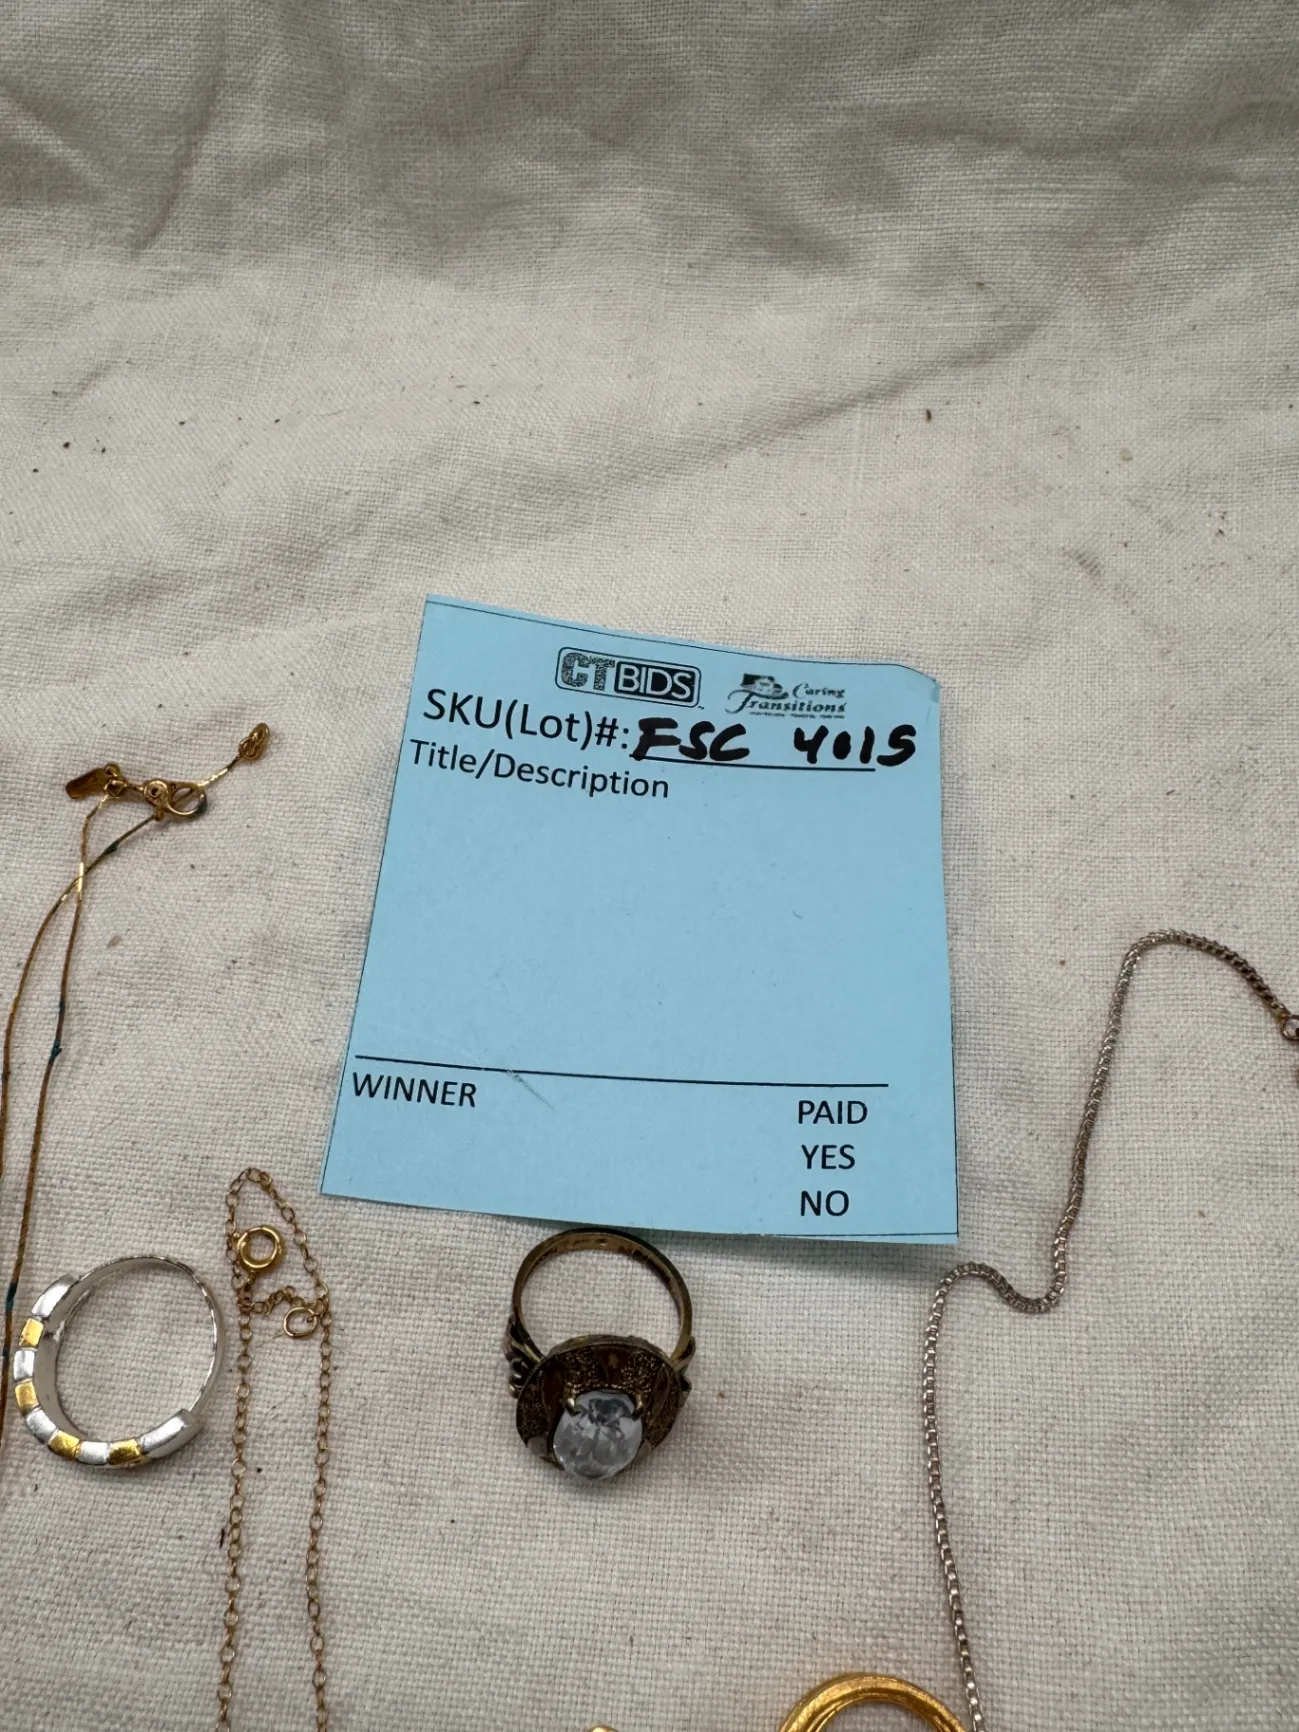 CT BIDS
Caring
Transitions
SKU(Lot)#: FSC 4015
Title/Description
WINNER
PAID
YES
NO